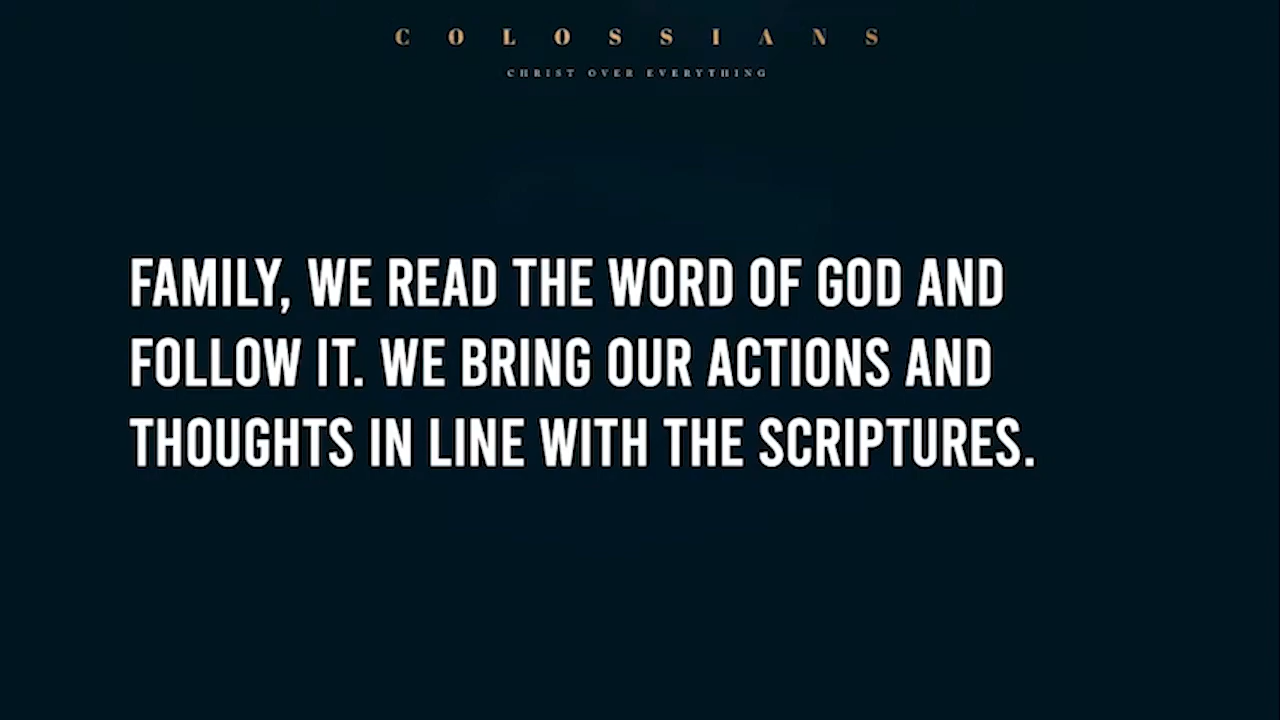 COLOSSIANS
CHRIST OVER EVERYTHING
FAMILY, WE READ THE WORD OF GOD AND
FOLLOW IT. WE BRING OUR ACTIONS AND
THOUGHTS IN LINE WITH THE SCRIPTURES.